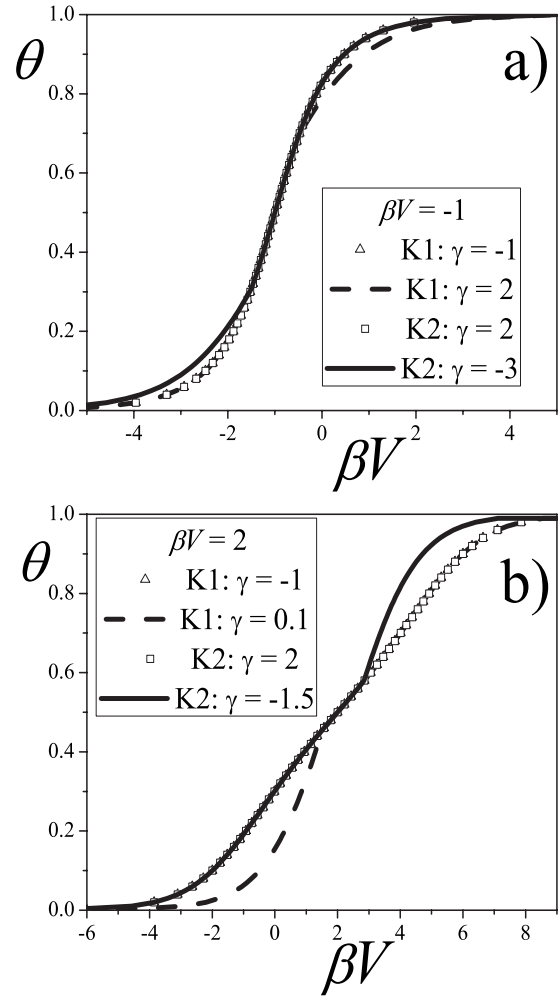 1.0
θ
a)
0.8
0.6
βV = -1
K1: γ = -1
0.4
K1: γ = 2
K2: γ = 2
0.2
K2: γ = -3
0.0
-4 -2 0 2 4
βV
1.0
θ
βV = 2
b)
K1: γ = -1
0.8
K1: γ = 0.1
K2: γ = 2
0.6
K2: γ = -1.5
0.4
0.2
0.0
-6 -4 -2 0 2 4 6 8
βV